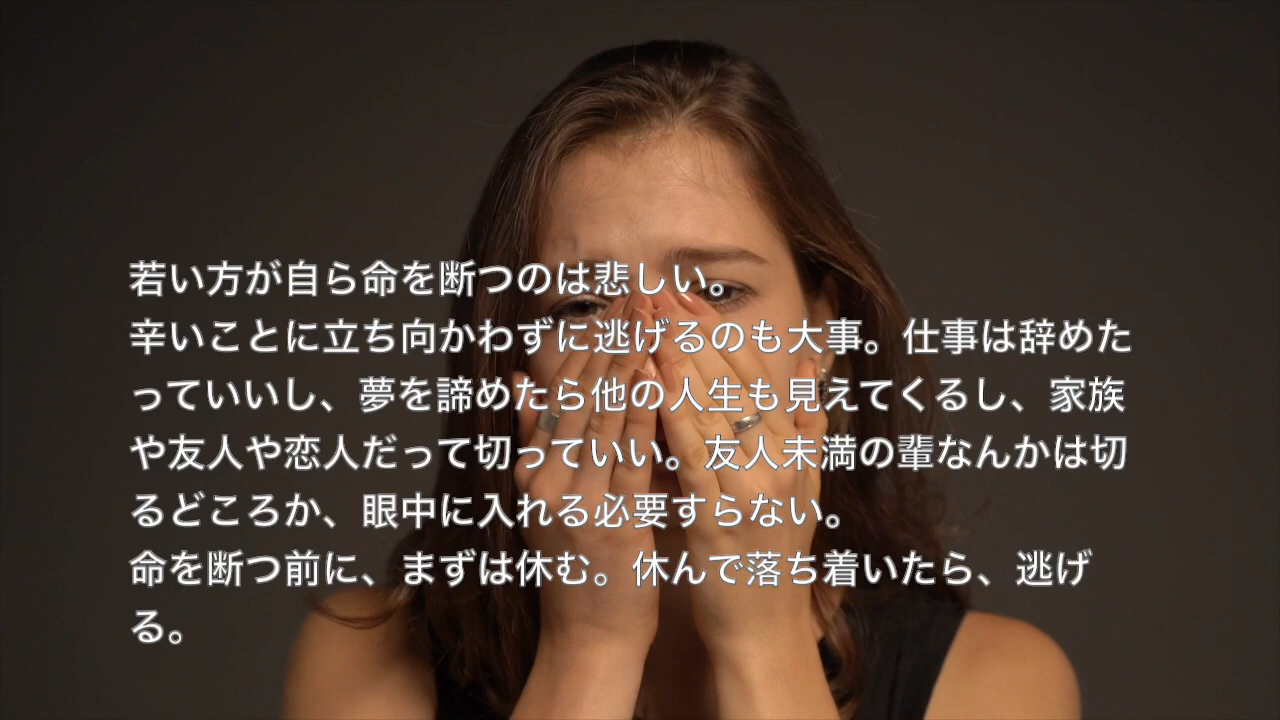 若い方が自ら命を断つのは悲しい。
辛いことに立ち向かわずに逃げるのも大事。仕事は辞めた
っていいし、夢を諦めたら他の人生も見えてくるし、家族
や友人や恋人だって切っていい。友人未満の輩なんかは切
るどころか、眼中に入れる必要すらない。
命を断つ前に、まずは休む。休んで落ち着いたら、逃げ
る。